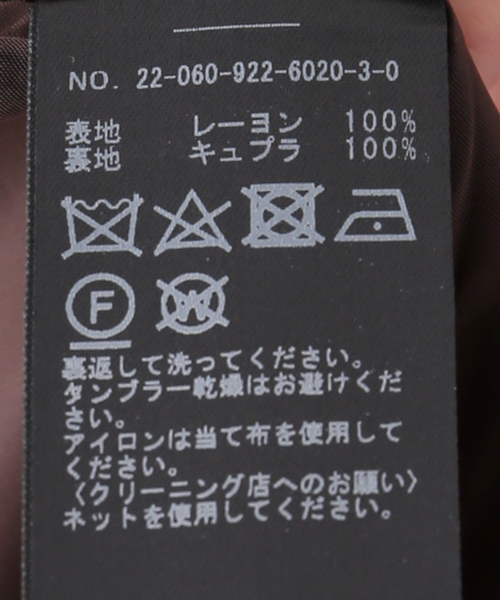 NO. 22-060-922-6020-3-0
表地 レーヨン 100%
裏地 キュプラ 100%
F W
裏返して洗ってください。
タンブラー乾燥はお避けくだ
さい。
アイロンは当て布を使用して
ください。
〈クリーニング店へのお願い〉
ネットを使用してください。